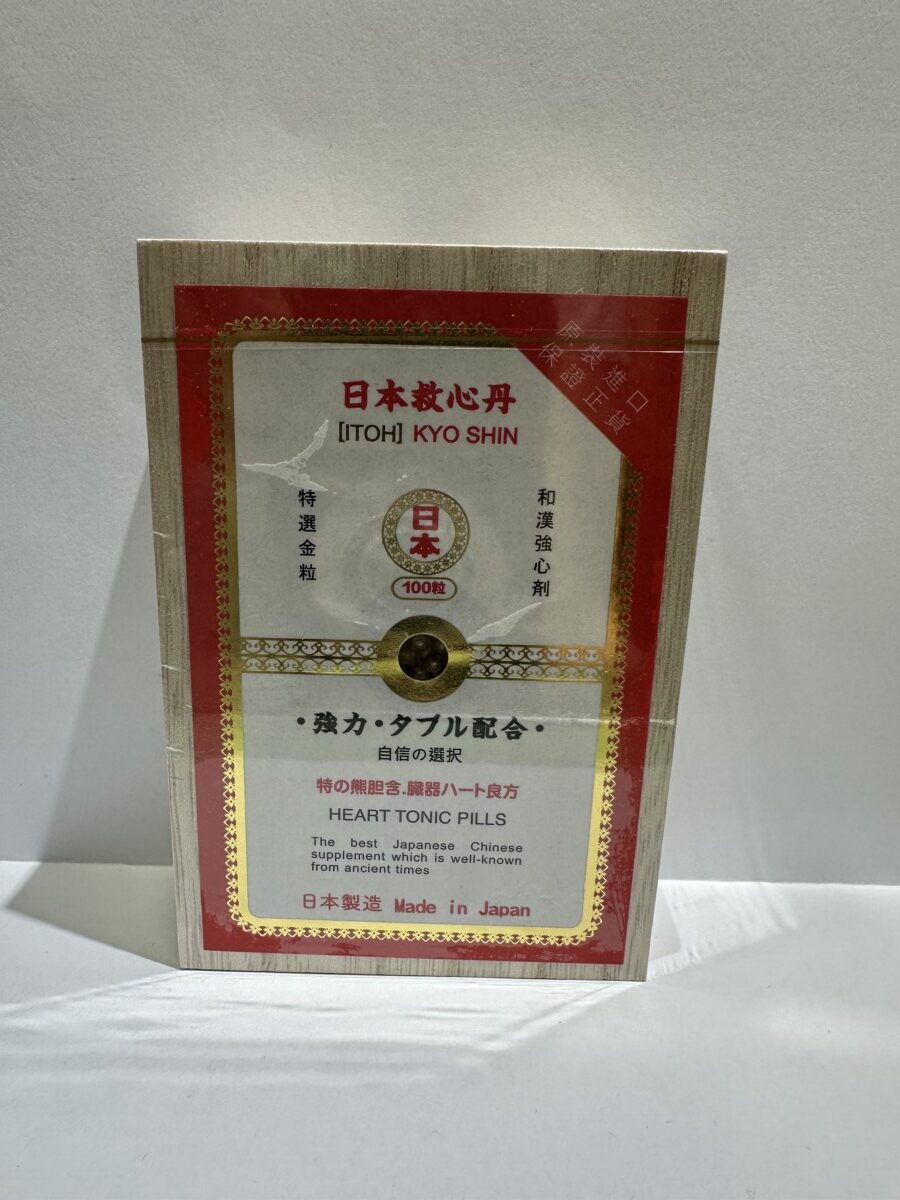 原裝進口
保證正貨
日本救心丹
[ITOH] KYO SHIN
特選金粒
日本
和漢強心剤
100粒
・強力・タブル配合・
自信の選択
特の熊胆含.臓器ハート良方
HEART TONIC PILLS
The best Japanese Chinese
supplement which is well-known
from ancient times
日本製造 Made in Japan